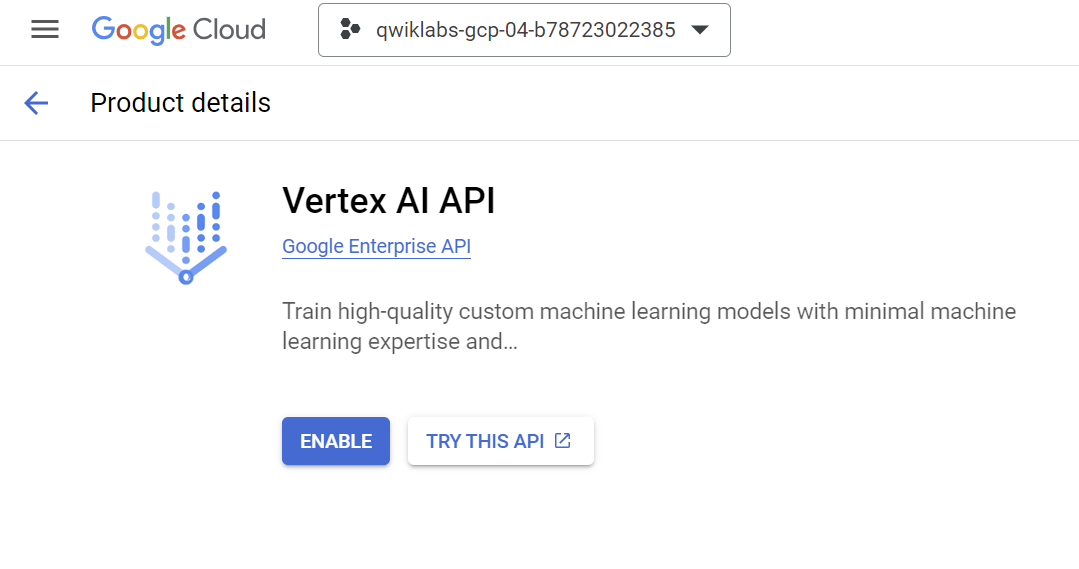 Google Cloud
qwiklabs-gcp-04-b78723022385
Product details
Vertex AI API
Google Enterprise API
Train high-quality custom machine learning models with minimal machine
learning expertise and...
ENABLE
TRY THIS API